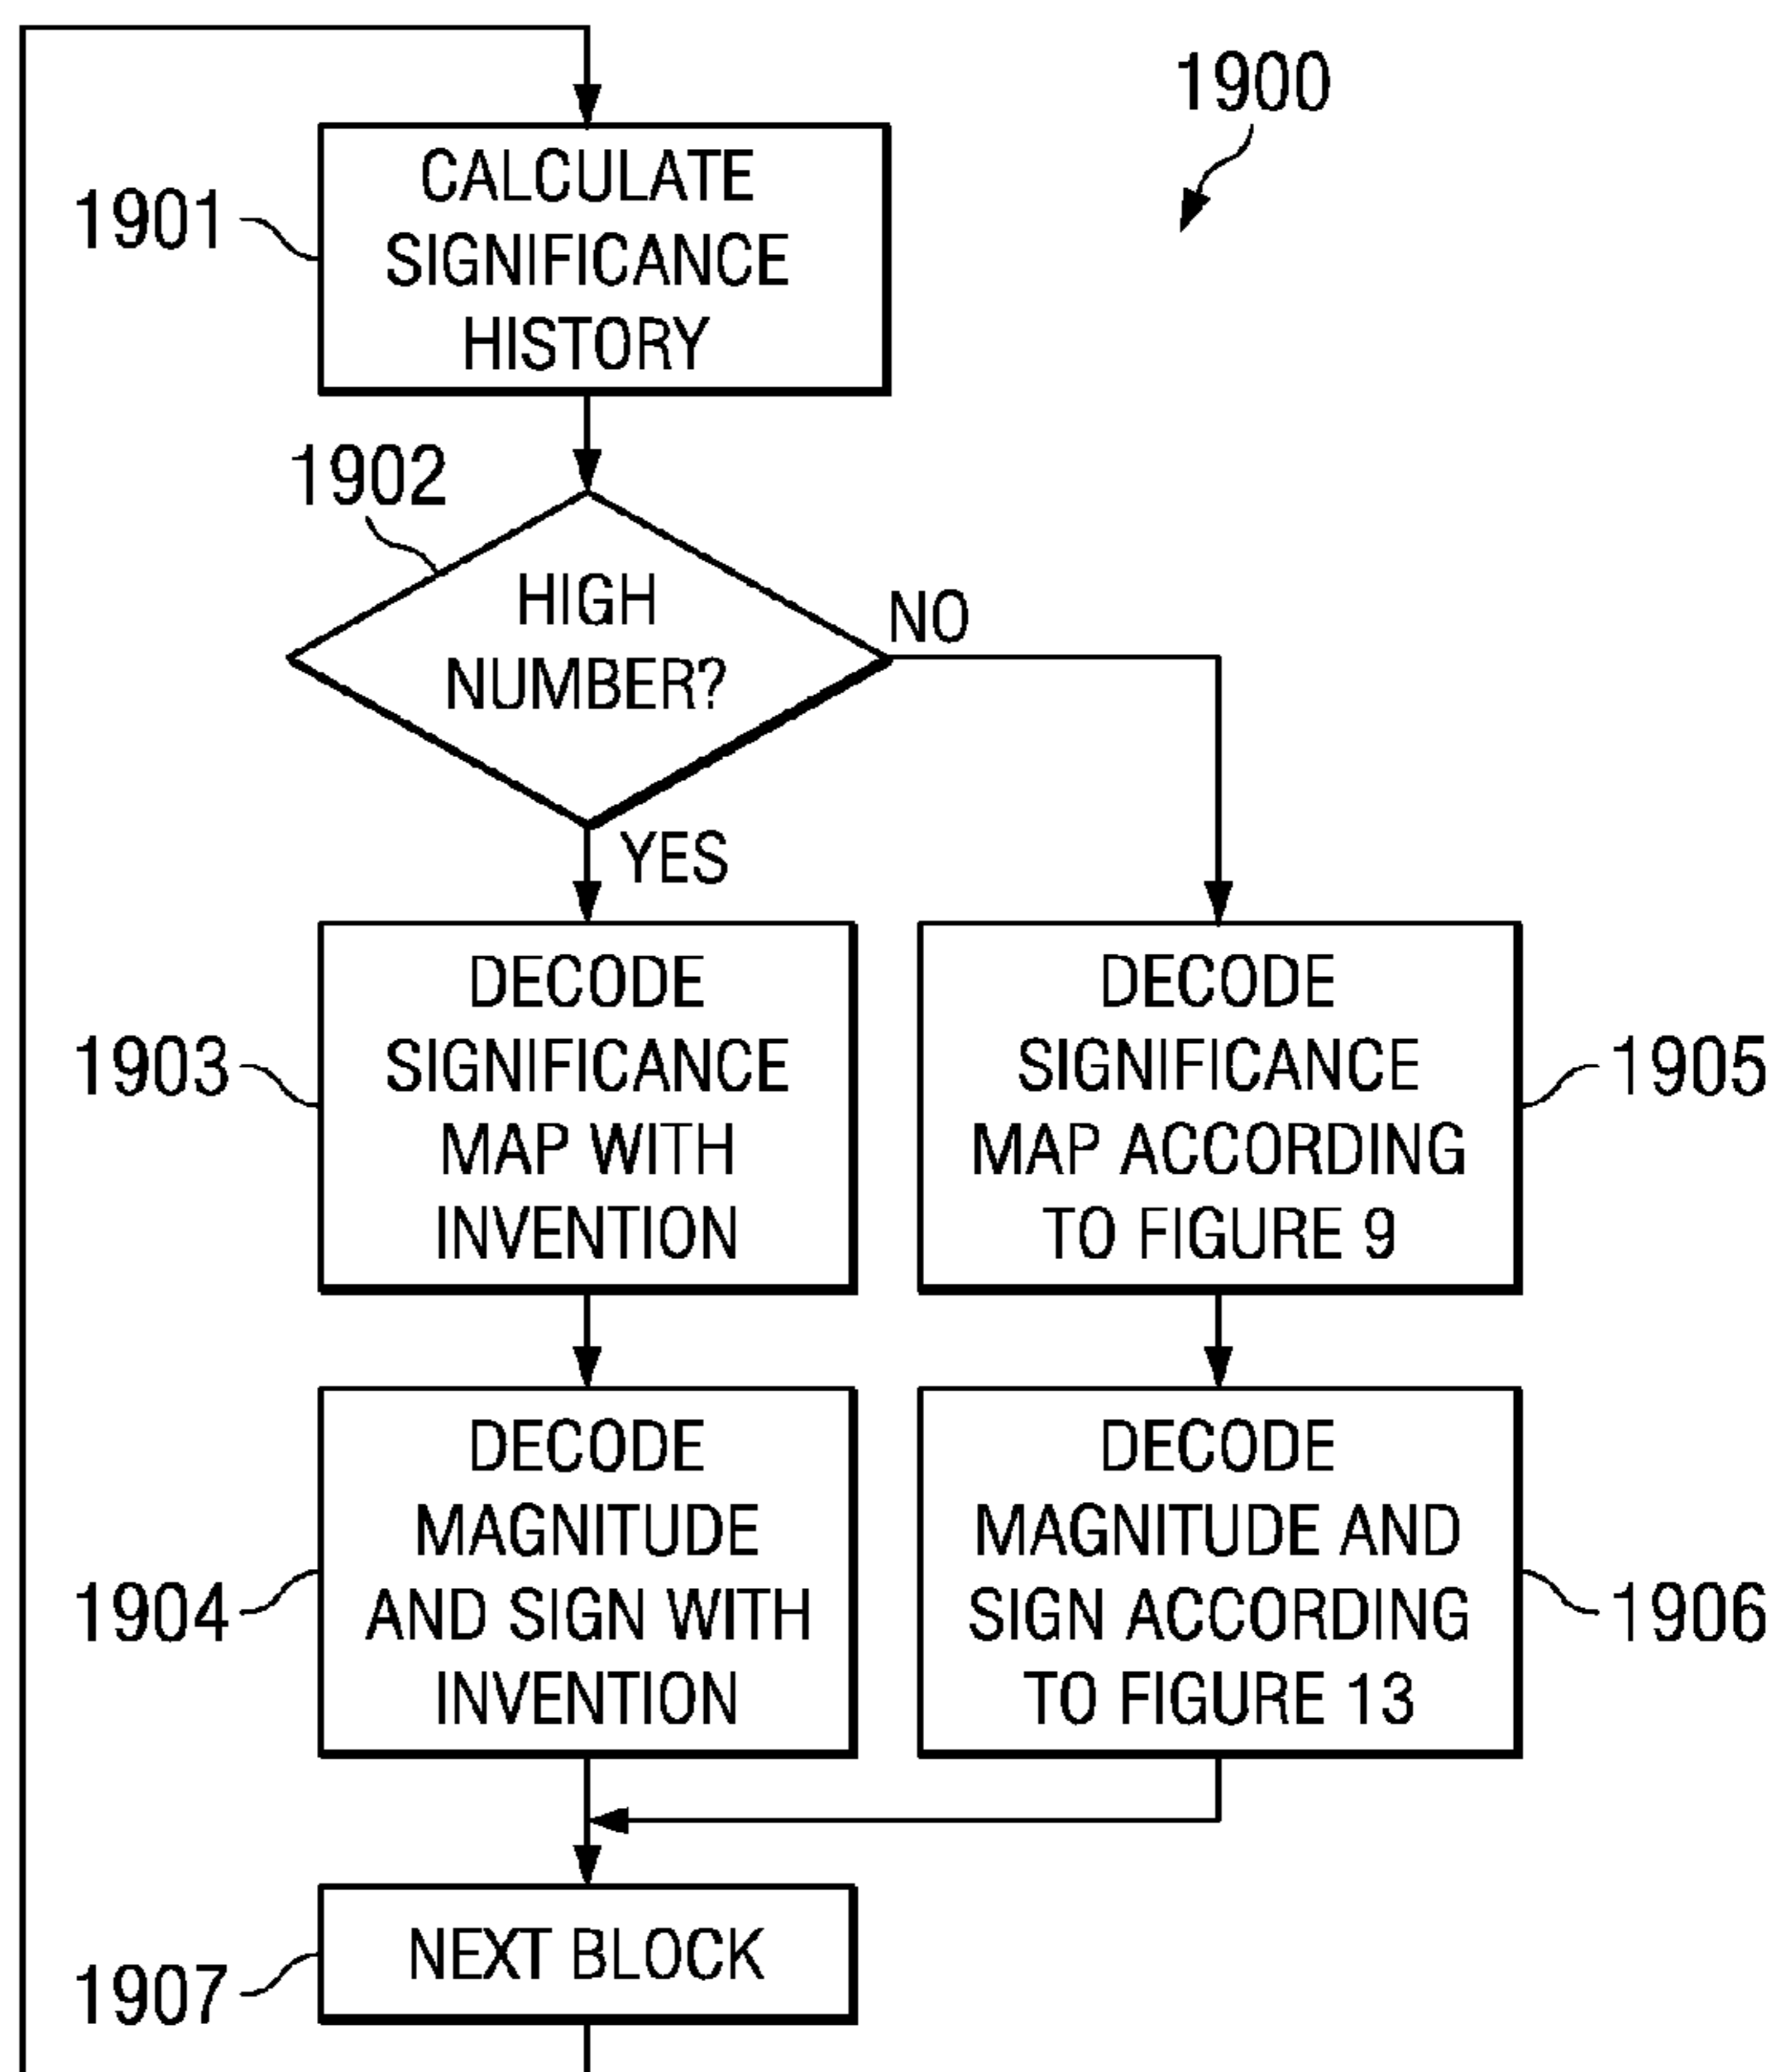 1900
1901
CALCULATE
SIGNIFICANCE
HISTORY
1902
HIGH
NUMBER?
NO
YES
1903
DECODE
SIGNIFICANCE
MAP WITH
INVENTION
DECODE
SIGNIFICANCE
MAP ACCORDING
TO FIGURE 9
1905
1904
DECODE
MAGNITUDE
AND SIGN WITH
INVENTION
DECODE
MAGNITUDE AND
SIGN ACCORDING
TO FIGURE 13
1906
1907
NEXT BLOCK